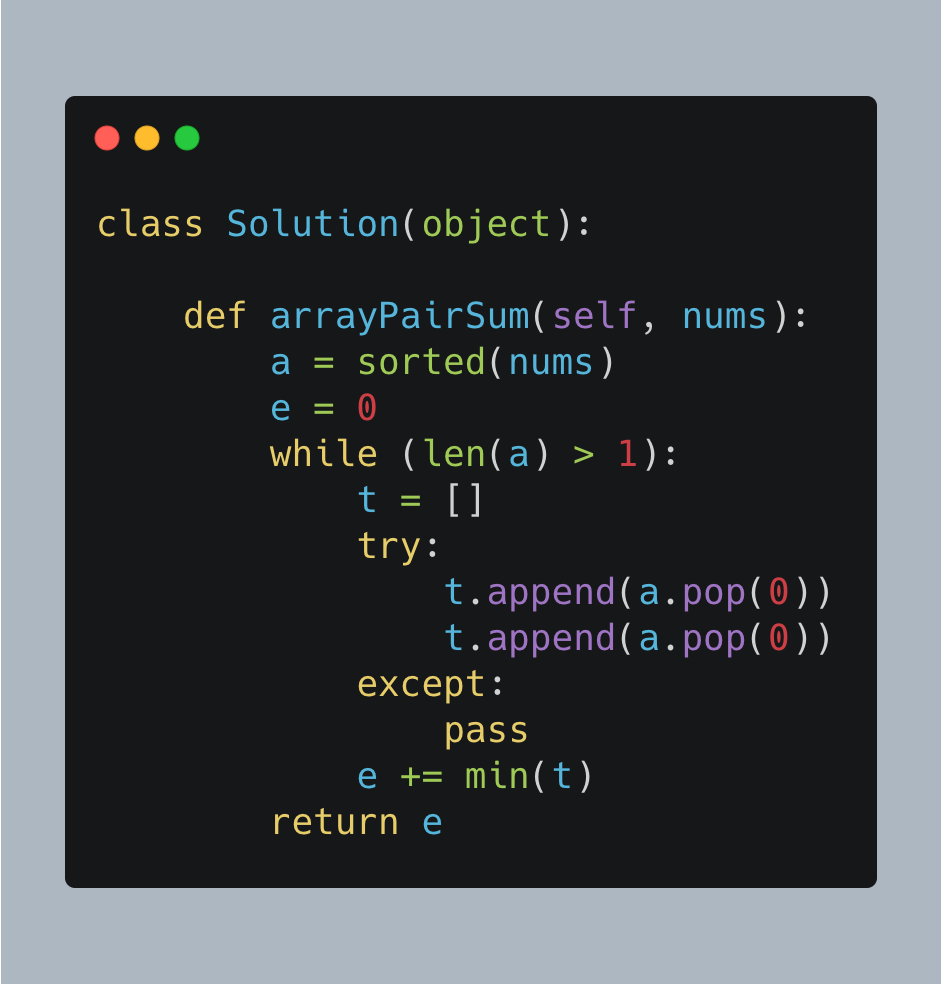 class Solution(object):

    def arrayPairSum(self, nums):
        a = sorted(nums)
        e = 0
        while (len(a) > 1):
            t = []
            try:
                t.append(a.pop(0))
                t.append(a.pop(0))
            except:
                pass
            e += min(t)
        return e